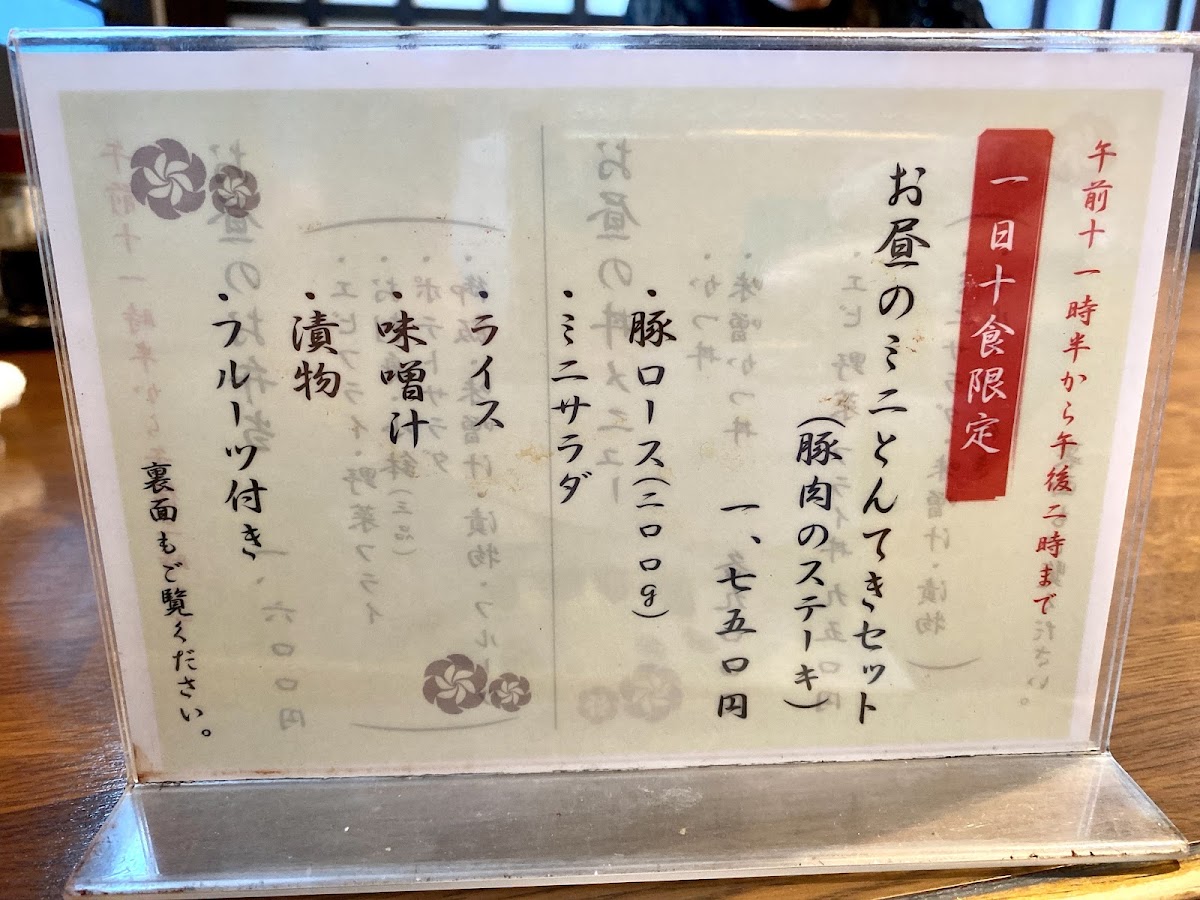 午前十一時半から午後二時まで
一日十食限定
お昼のミニとんてきセット
(豚肉のステーキ)
一、七五〇円
・豚ロース(二〇〇g)
・ミニサラダ
・ライス
・味噌汁
・漬物
・フルーツ付き
裏面もご覧ください。